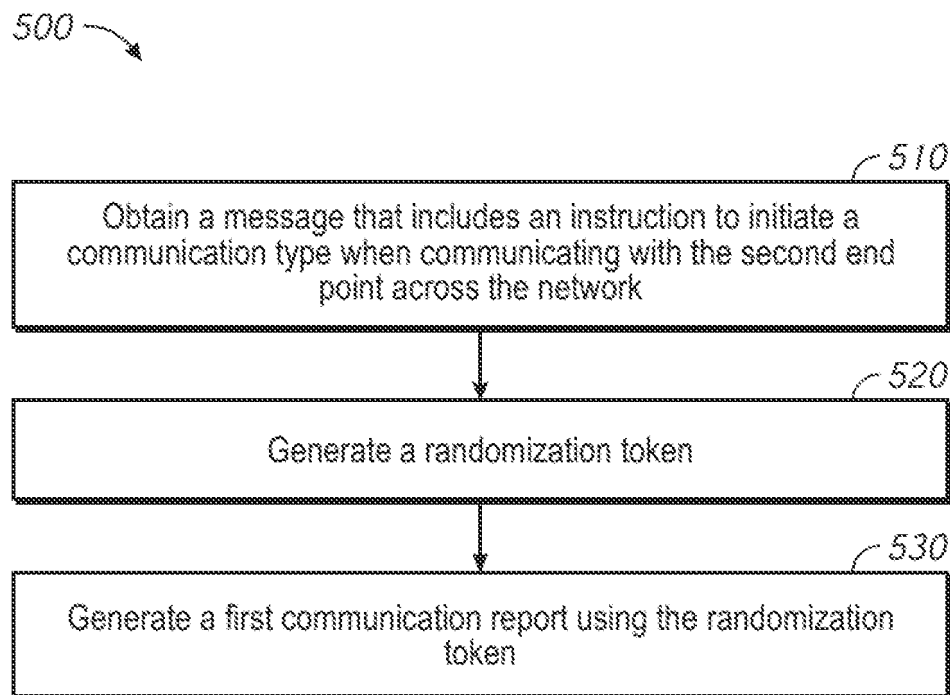 500
510
Obtain a message that includes an instruction to initiate a
communication type when communicating with the second end
point across the network
520
Generate a randomization token
530
Generate a first communication report using the randomization
token